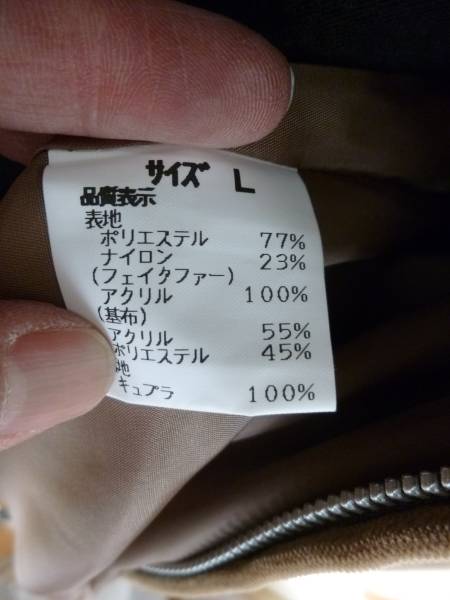 サイズ L
品質表示
表地
ポリエステル 77%
ナイロン 23%
(フェイクファー)
アクリル 100%
(基布)
アクリル 55%
ポリエステル 45%
地
キュプラ 100%